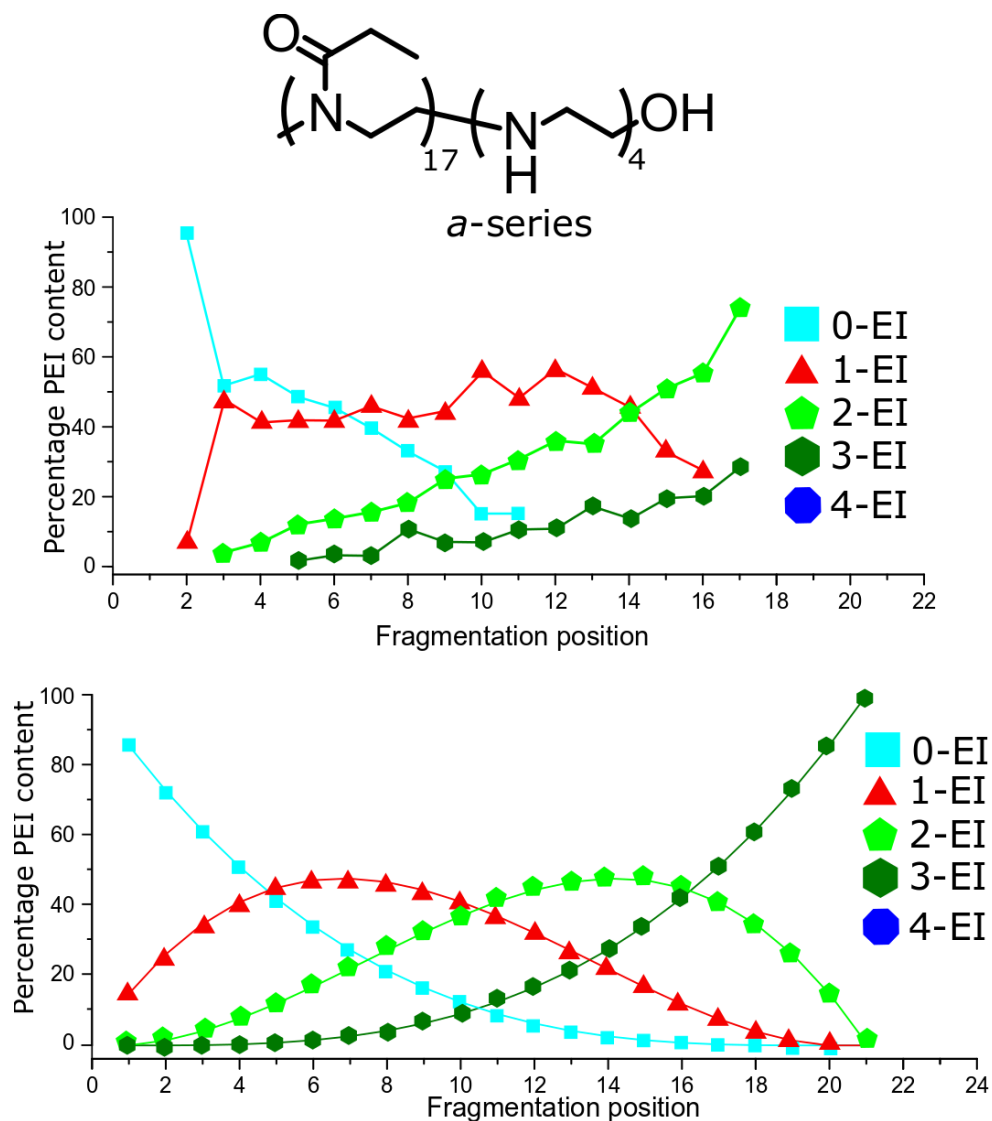 O
N
17
N
H
4
OH
a-series
Percentage PEI content
100
80
60
40
20
0
0 2 4 6 8 10 12 14 16 18 20 22
Fragmentation position
0-EI
1-EI
2-EI
3-EI
4-EI
Percentage PEI content
100
80
60
40
20
0
0 2 4 6 8 10 12 14 16 18 20 22 24
Fragmentation position
0-EI
1-EI
2-EI
3-EI
4-EI